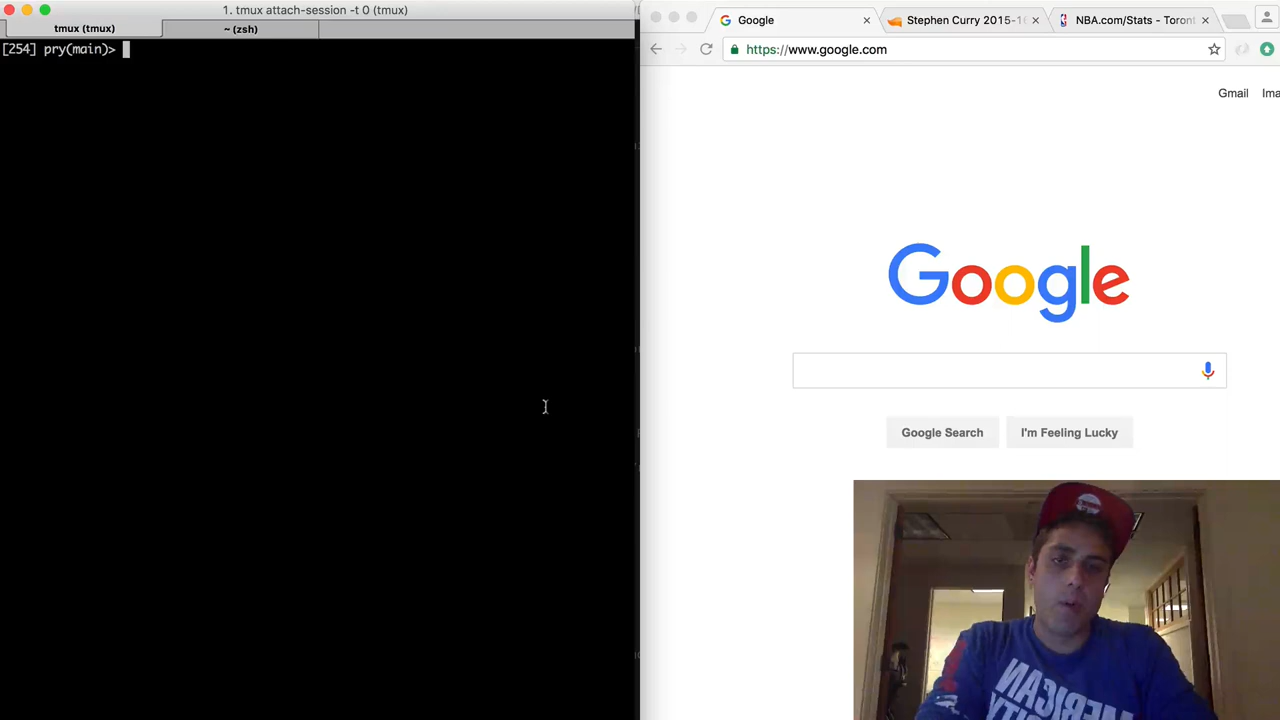 1. tmux attach-session -t 0 (tmux)
tmux (tmux)
~ (zsh)
[254] pry(main)>
Google
Stephen Curry 2015-1
NBA.com/Stats - Toront
https://www.google.com
Gmail
Ima
Google
Google Search
I'm Feeling Lucky
AMERICAN